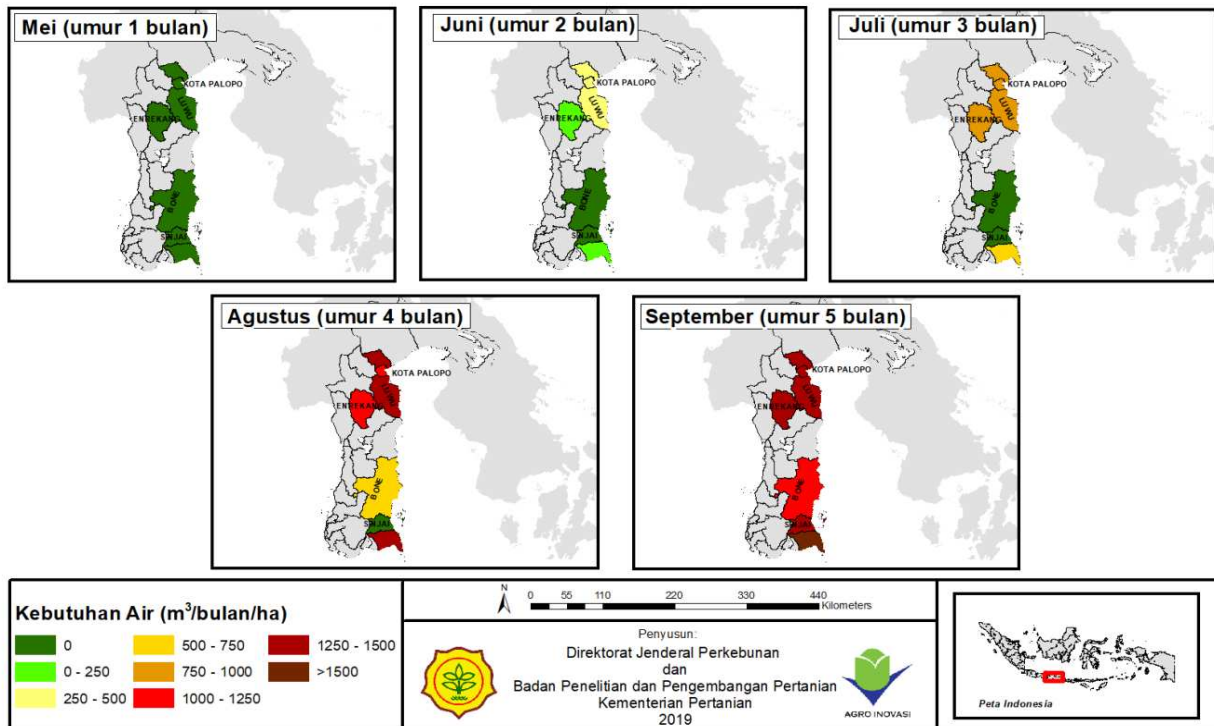 Mei (umur 1 bulan)
KOTA PALOPO
LUWU
ENREKANG
BONE
SINJAI
Juni (umur 2 bulan)
KOTA PALOPO
LUWU
ENREKANG
BONE
SINJAI
Juli (umur 3 bulan)
KOTA PALOPO
LUWU
ENREKANG
BONE
SINJAI
Agustus (umur 4 bulan)
KOTA PALOPO
LUWU
ENREKANG
BONE
SINJAI
September (umur 5 bulan)
KOTA PALOPO
LUWU
ENREKANG
BONE
SINJAI
Kebutuhan Air (m³/bulan/ha)
0
0 - 250
250 - 500
500 - 750
750 - 1000
1000 - 1250
1250 - 1500
>1500
N
0 55 110 220 330 440
Kilometers
Penyusun:
Direktorat Jenderal Perkebunan
dan
Badan Penelitian dan Pengembangan Pertanian
Kementerian Pertanian
2019
AGRO INOVASI
Peta Indonesia